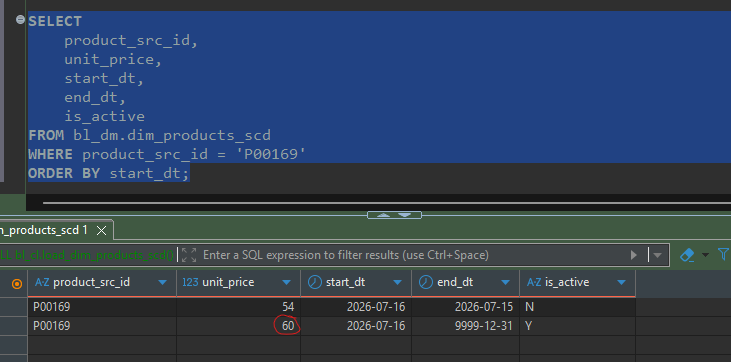 SELECT
product_src_id,
unit_price,
start_dt,
end_dt,
is_active
FROM bl_dm.dim_products_scd
WHERE product_src_id = 'P00169'
ORDER BY start_dt;
_products_scd 1
Enter a SQL expression to filter results (use Ctrl+Space)
A-Z product_src_id 123 unit_price start_dt end_dt A-Z is_active
P00169 54 2026-07-16 2026-07-15 N
P00169 60 2026-07-16 9999-12-31 Y